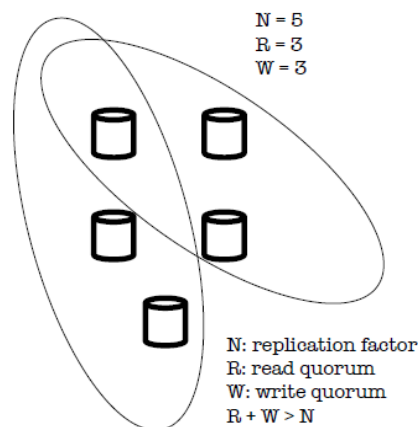 N = 5
R = 3
W = 3
N: replication factor
R: read quorum
W: write quorum
R + W > N